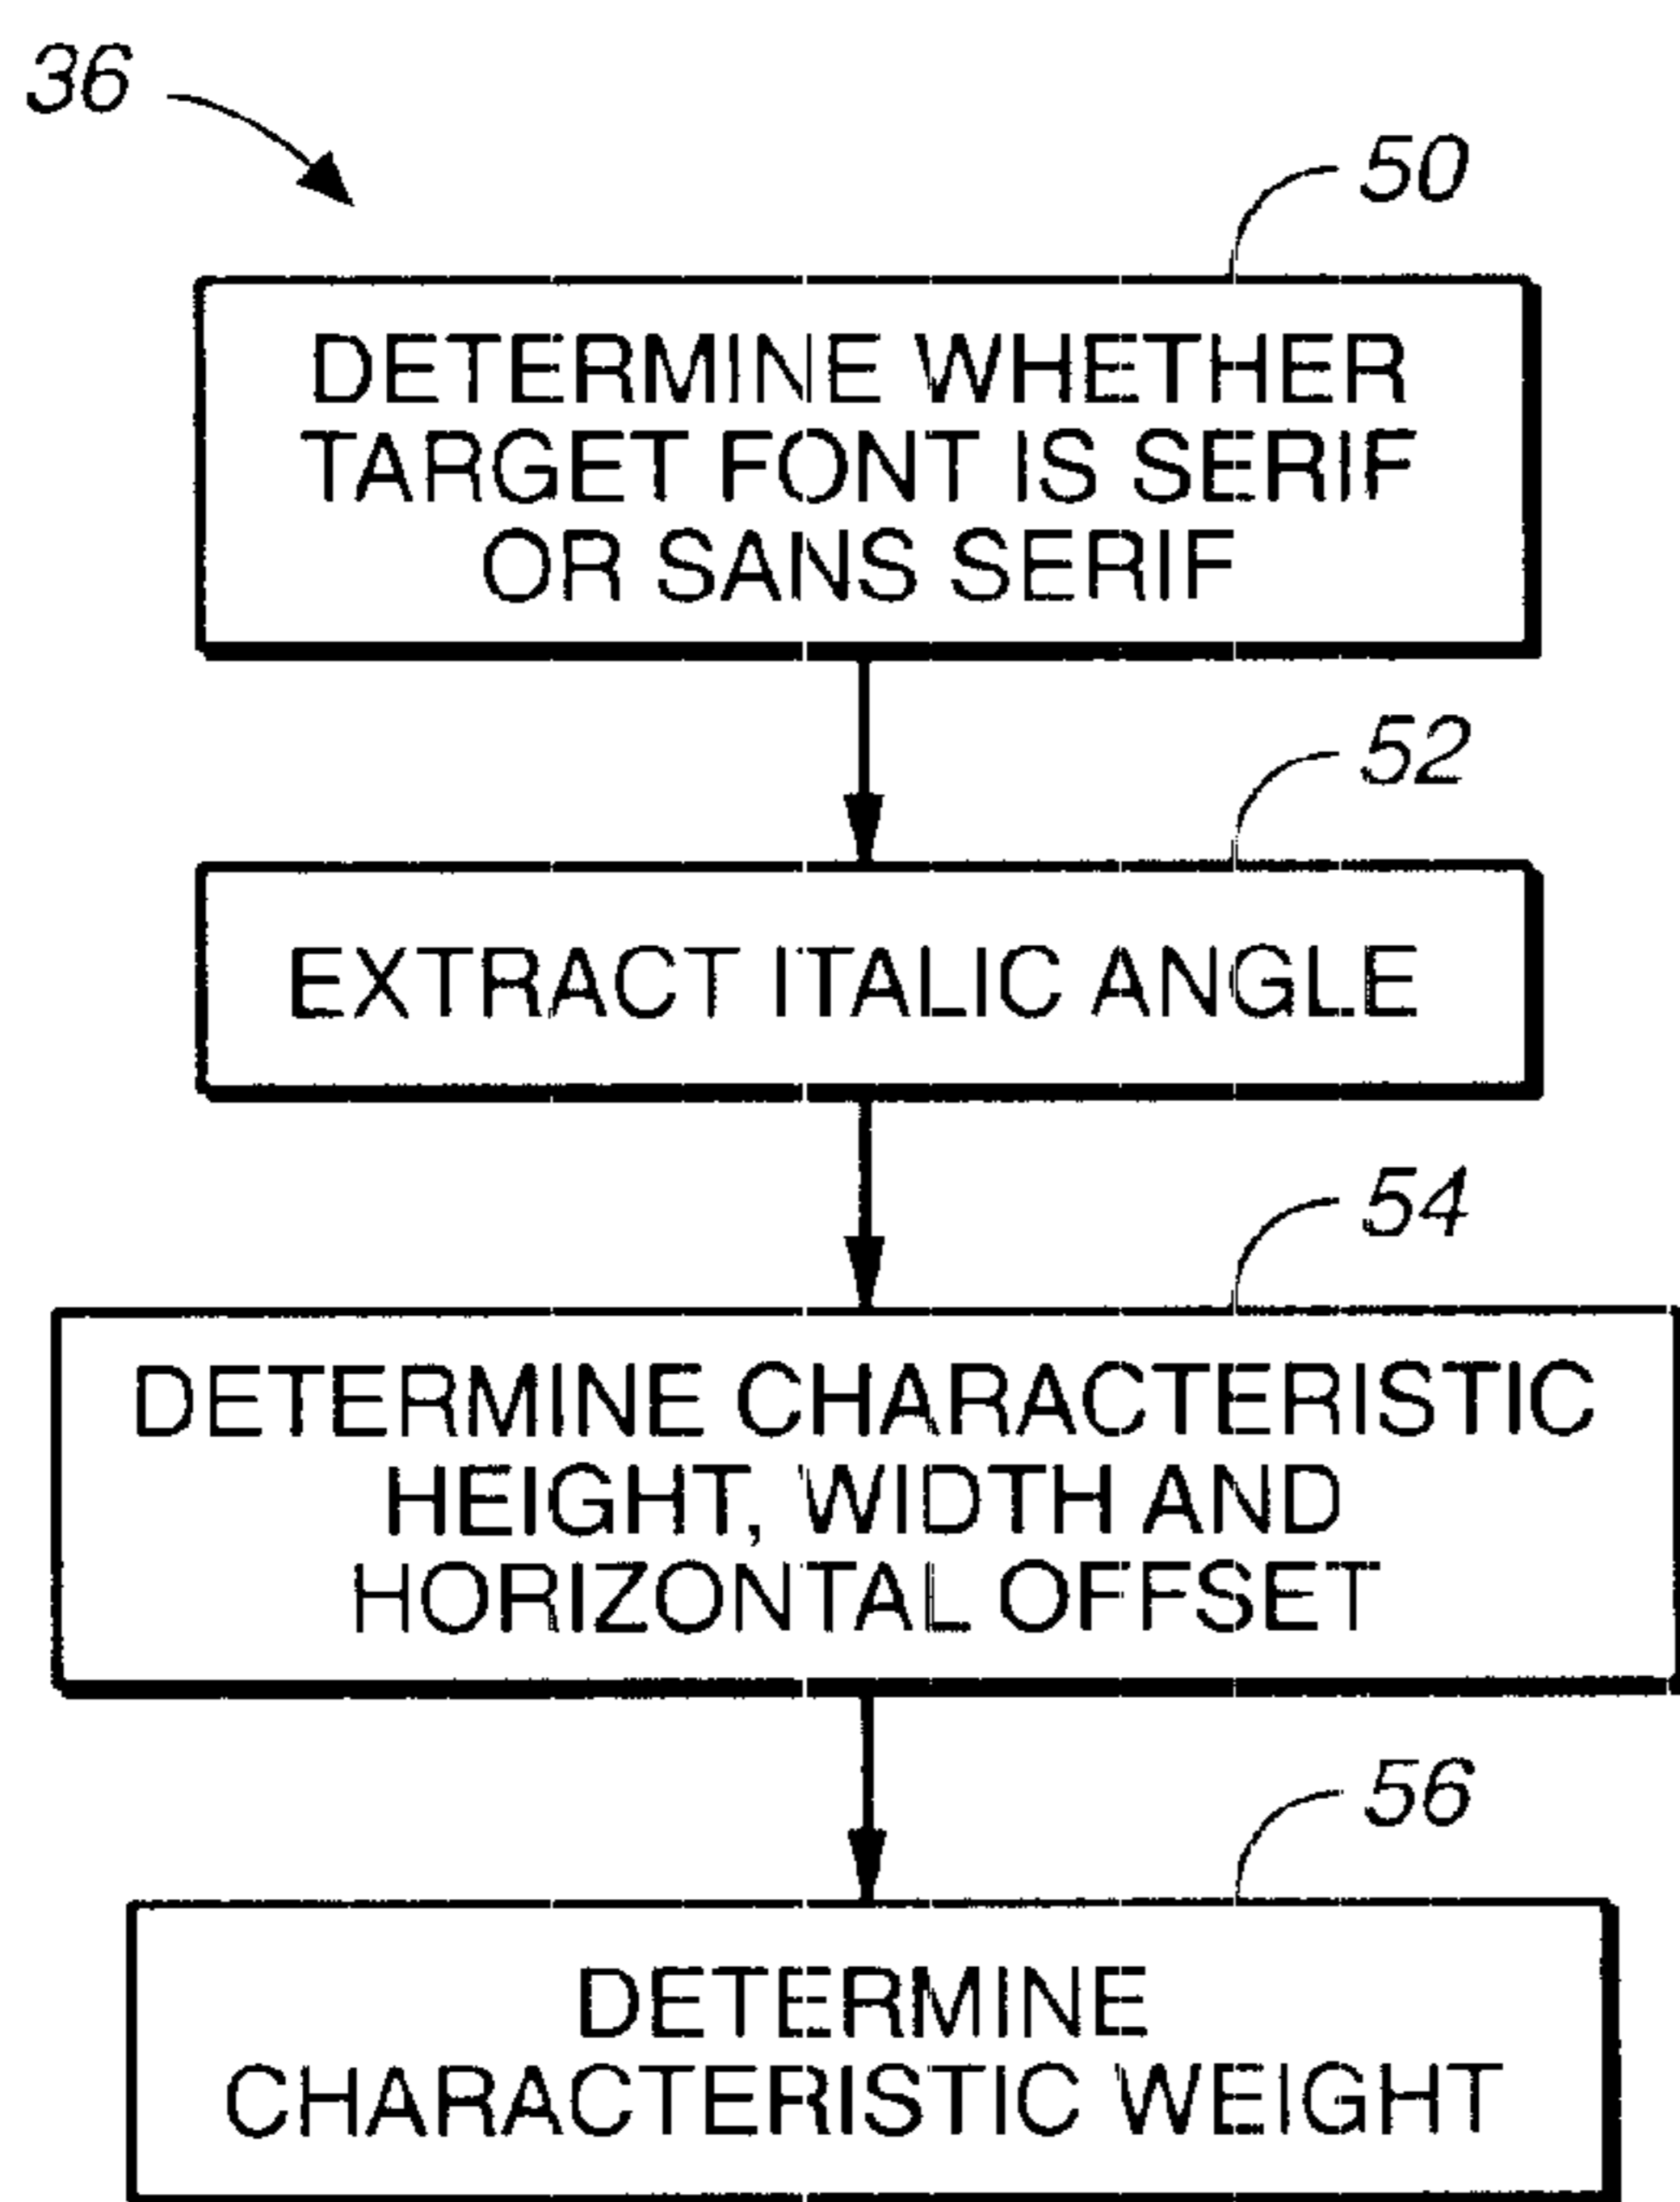 36
50
DETERMINE WHETHER
TARGET FONT IS SERIF
OR SANS SERIF
52
EXTRACT ITALIC ANGLE
54
DETERMINE CHARACTERISTIC
HEIGHT, WIDTH AND
HORIZONTAL OFFSET
56
DETERMINE
CHARACTERISTIC WEIGHT